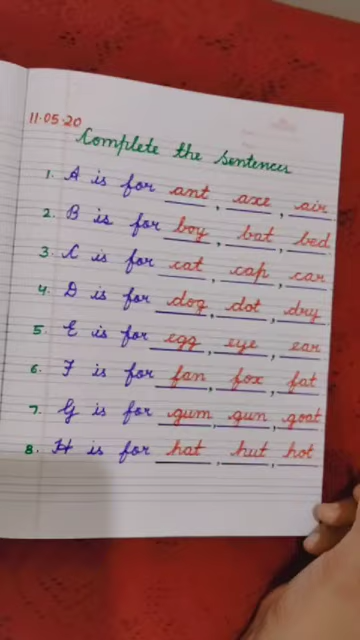 11.05.20
Complete the Sentences
1. A is for ant, axe, air
2. B is for boy, bat, bed
3. C is for cat, cap, car
4. D is for dog, dot, dry
5. E is for egg, eye, ear
6. F is for fan, fox, fat
7. G is for gum, gun, goat
8. H is for hat, hut, hot